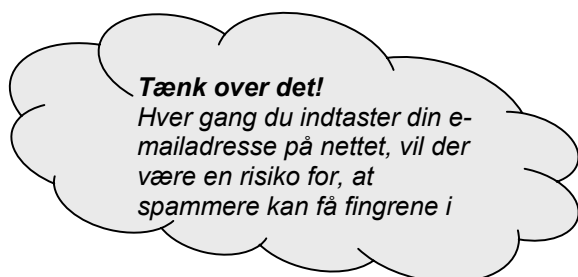 Tænk over det!
Hver gang du indtaster din e-
mailadresse på nettet, vil der
være en risiko for, at
spammere kan få fingrene i